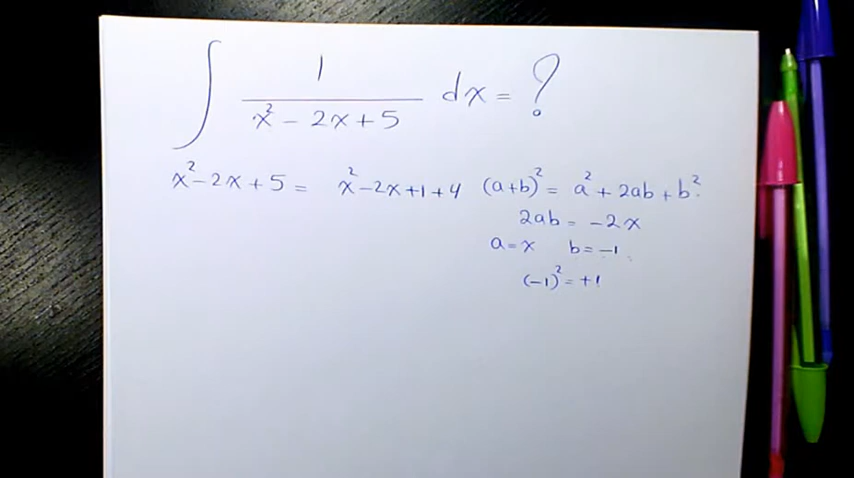 ∫ 1/(x² - 2x + 5) dx = ?
x² - 2x + 5 = x² - 2x + 1 + 4 (a+b)² = a² + 2ab + b²
2ab = -2x
a = x b = -1
(-1)² = +1